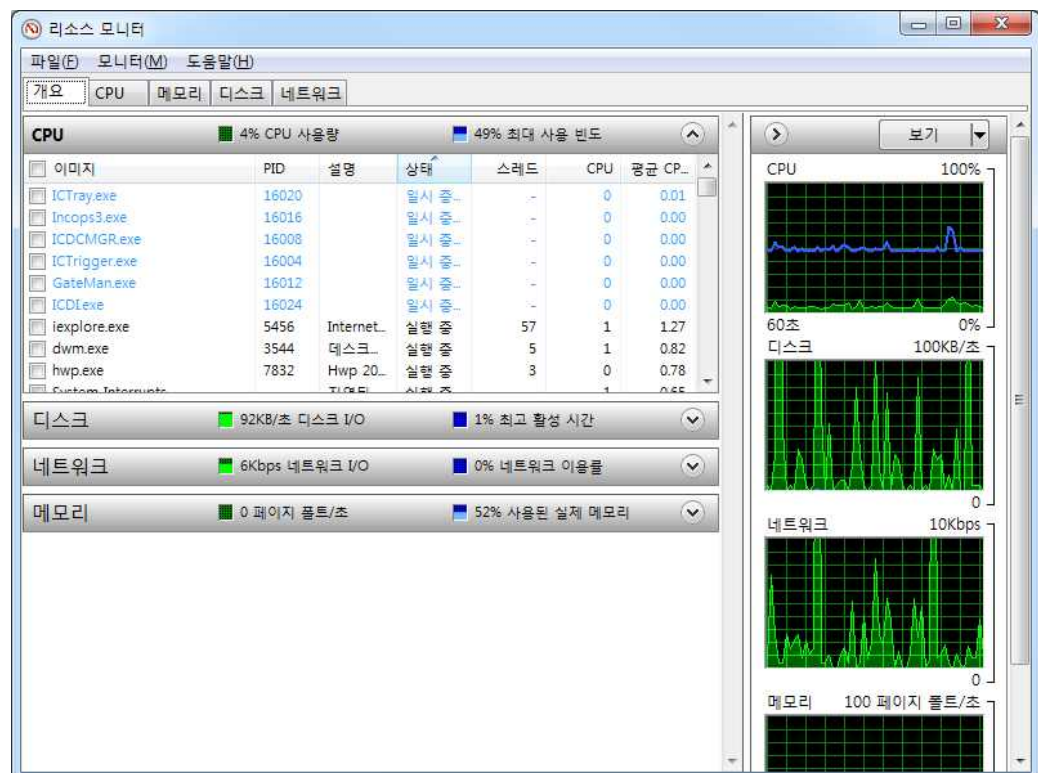 리소스 모니터
파일(F) 모니터(M) 도움말(H)
개요 CPU 메모리 디스크 네트워크
CPU 4% CPU 사용량 49% 최대 사용 빈도
이미지 PID 설명 상태 스레드 CPU 평균 CP...
ICTray.exe 16020 일시 중... - 0 0.01
Incops3.exe 16016 일시 중... - 0 0.00
ICDCMGR.exe 16008 일시 중... - 0 0.00
ICTrigger.exe 16004 일시 중... - 0 0.00
GateMan.exe 16012 일시 중... - 0 0.00
ICDI.exe 16024 일시 중... - 0 0.00
iexplore.exe 5456 Internet... 실행 중 57 1 1.27
dwm.exe 3544 데스크... 실행 중 5 1 0.82
hwp.exe 7832 Hwp 20... 실행 중 3 0 0.78
System Interrupts 실행 중 1 0.65
디스크 92KB/초 디스크 I/O 1% 최고 활성 시간
네트워크 6Kbps 네트워크 I/O 0% 네트워크 이용률
메모리 0 페이지 폴트/초 52% 사용된 실제 메모리
보기
CPU 100%
60초 0%
디스크 100KB/초
0
네트워크 10Kbps
0
메모리 100 페이지 폴트/초